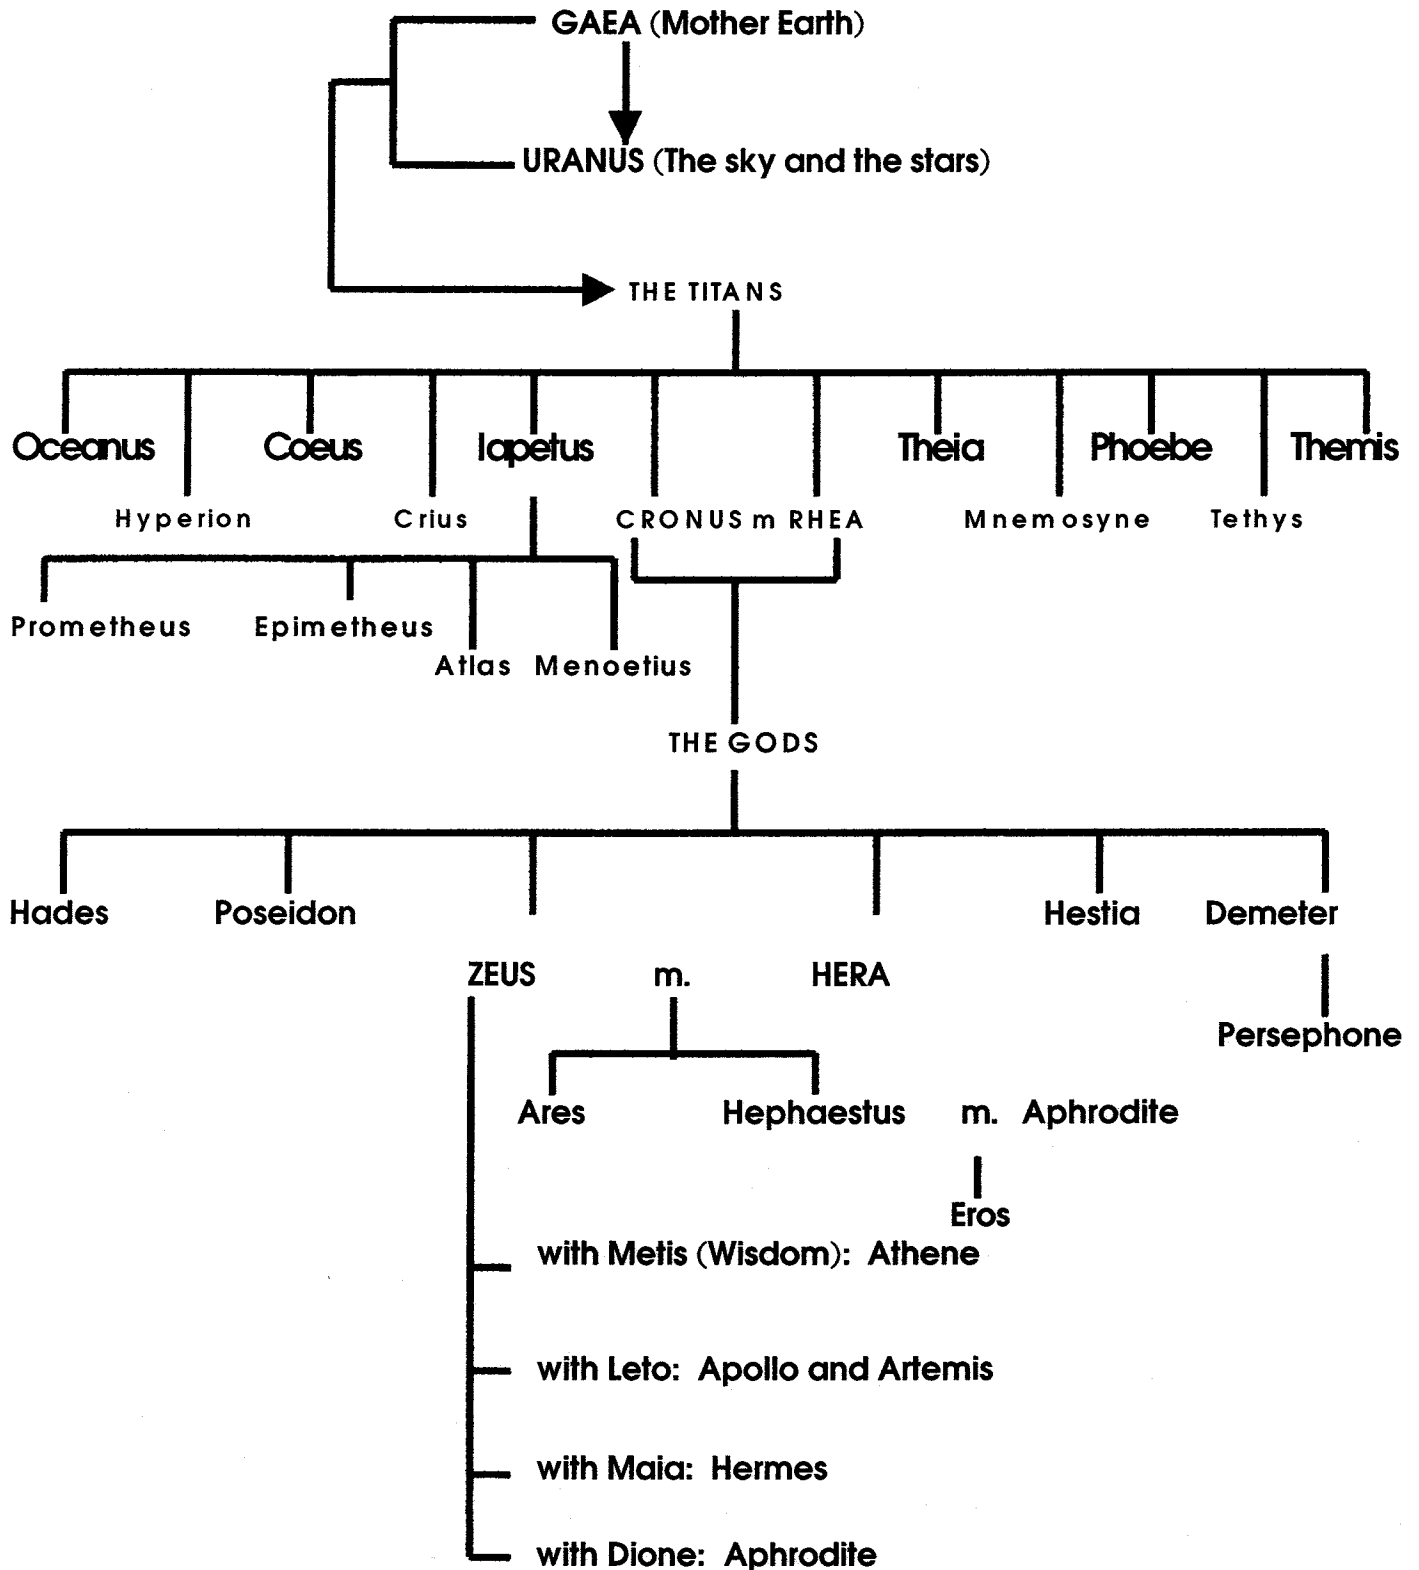 GAEA (Mother Earth)
URANUS (The sky and the stars)
THE TITANS
Oceanus Coeus Iapetus Theia Phoebe Themis
Hyperion Crius CRONUS m RHEA Mnemosyne Tethys
Prometheus Epimetheus
Atlas Menoetius
THE GODS
Hades Poseidon Hestia Demeter
ZEUS m. HERA
Persephone
Ares Hephaestus m. Aphrodite
Eros
with Metis (Wisdom): Athene
with Leto: Apollo and Artemis
with Maia: Hermes
with Dione: Aphrodite